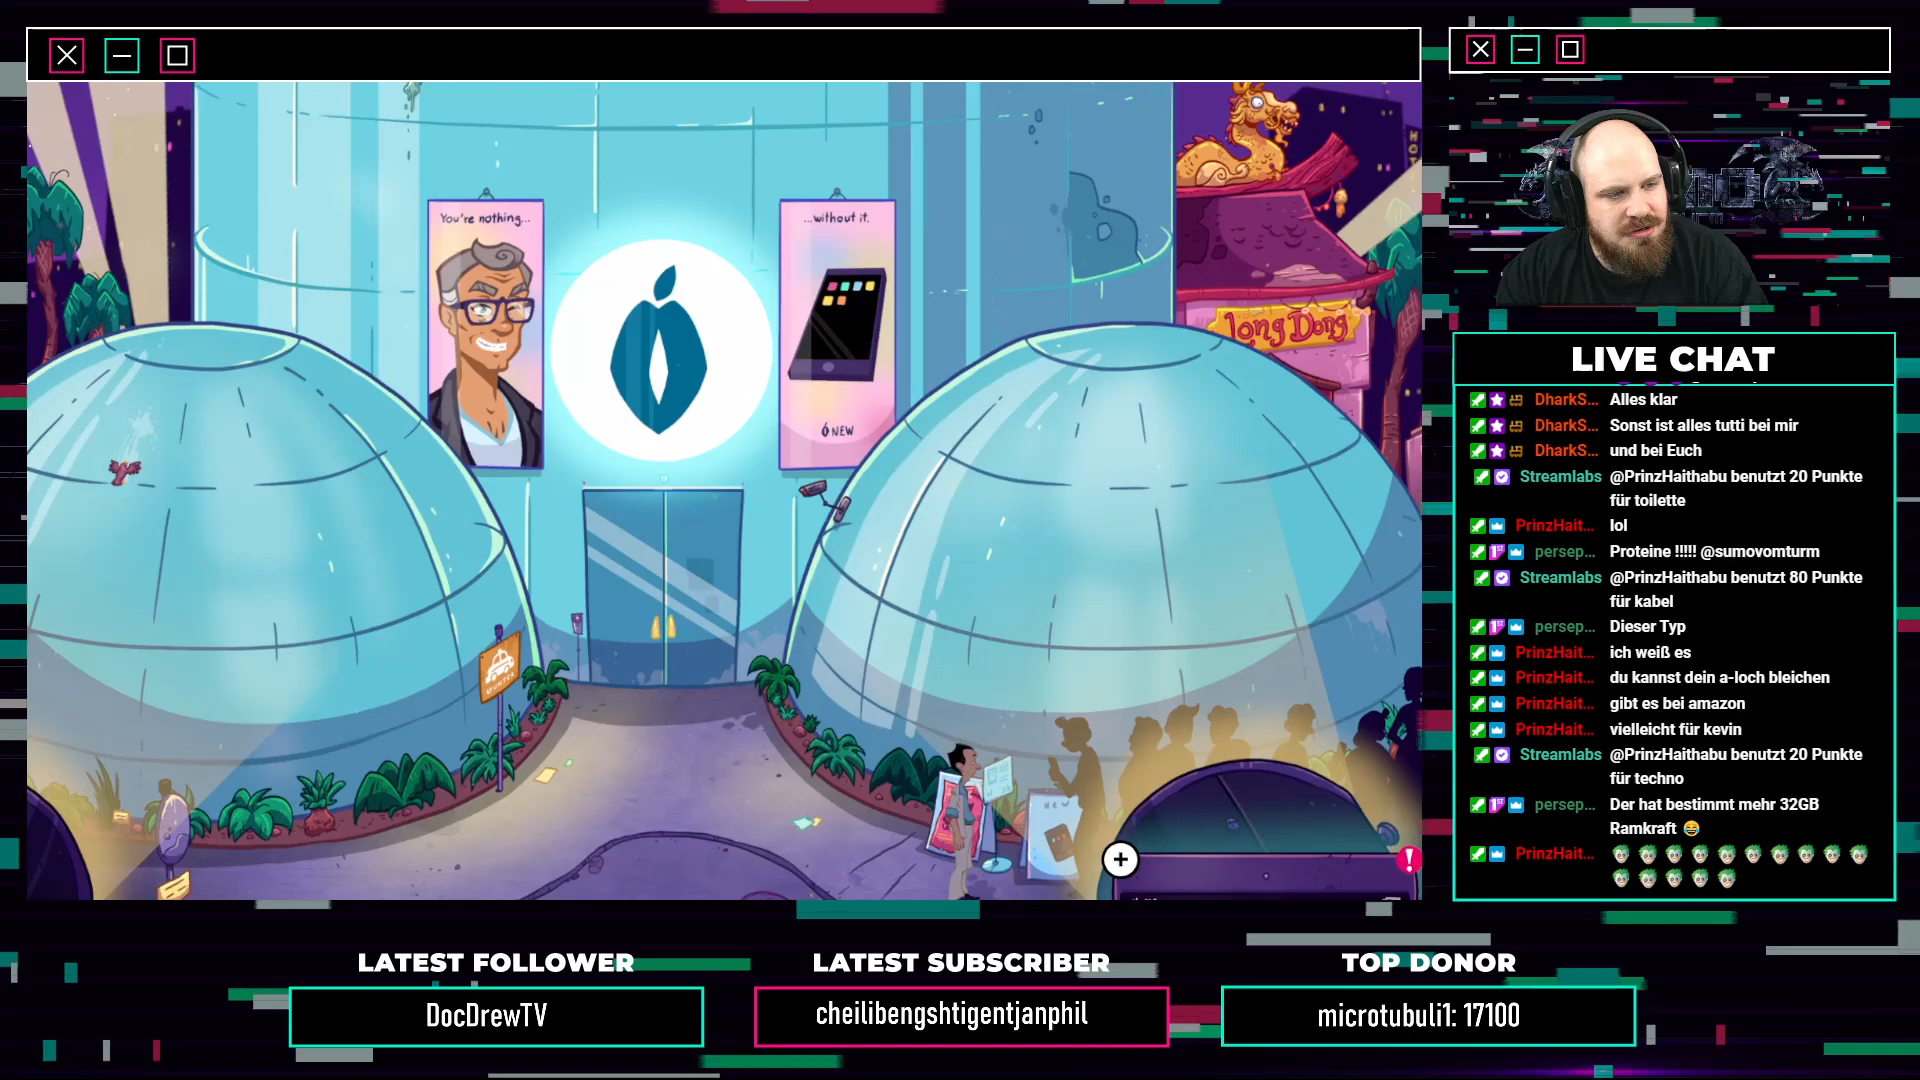 You're nothing...
...without it.
NEW
long Dong
HOT
HUNTER
NEW
LIVE CHAT
DharkS... Alles klar
DharkS... Sonst ist alles tutti bei mir
DharkS... und bei Euch
Streamlabs @PrinzHaithabu benutzt 20 Punkte
für toilette
PrinzHait... lol
persep... Proteine !!!!! @sumovomturm
Streamlabs @PrinzHaithabu benutzt 80 Punkte
für kabel
persep... Dieser Typ
PrinzHait... ich weiß es
PrinzHait... du kannst dein a-loch bleichen
PrinzHait... gibt es bei amazon
PrinzHait... vielleicht für kevin
Streamlabs @PrinzHaithabu benutzt 20 Punkte
für techno
persep... Der hat bestimmt mehr 32GB
Ramkraft 😂
PrinzHait...
LATEST FOLLOWER
DocDrewTV
LATEST SUBSCRIBER
cheilibengshtigentjanphil
TOP DONOR
microtubuli1: 17100